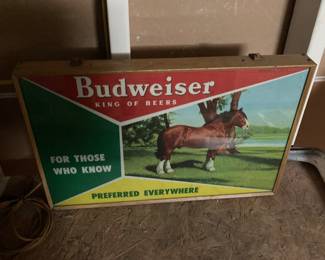 Budweiser
KING OF BEERS
FOR THOSE
WHO KNOW
PREFERRED EVERYWHERE